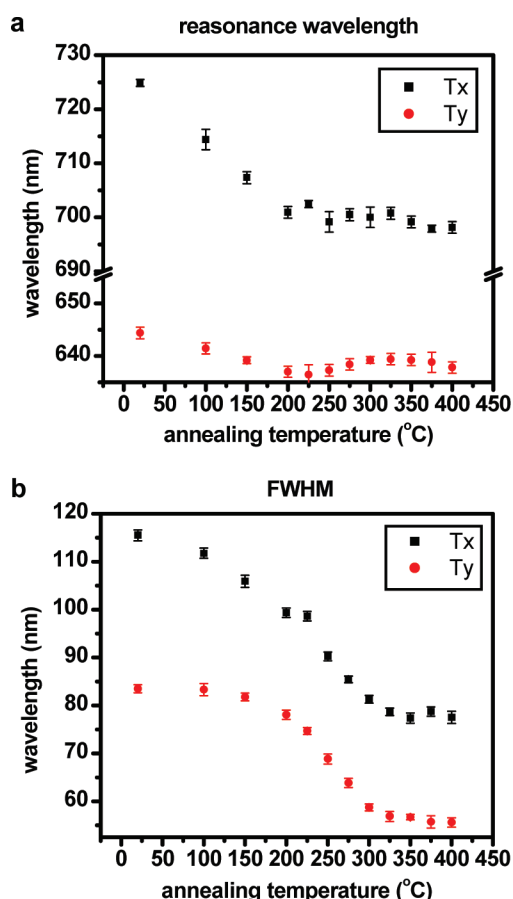 a
reasonance wavelength
730
725
710
700
690
650
640
wavelength (nm)
Tx
Ty
0 50 100 150 200 250 300 350 400 450
annealing temperature (°C)
b
FWHM
120
110
100
90
80
70
60
wavelength (nm)
Tx
Ty
0 50 100 150 200 250 300 350 400 450
annealing temperature (°C)